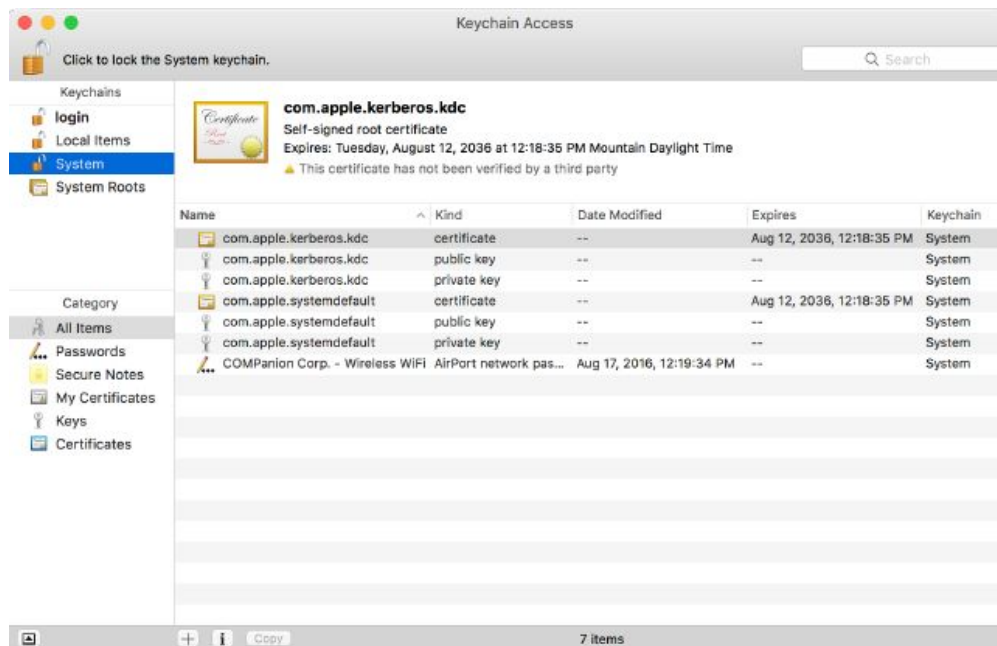 Keychain Access
Click to lock the System keychain.
Search
Keychains
login
Local Items
System
System Roots
Certificate
Root
com.apple.kerberos.kdc
Self-signed root certificate
Expires: Tuesday, August 12, 2036 at 12:18:35 PM Mountain Daylight Time
This certificate has not been verified by a third party
Name Kind Date Modified Expires Keychain
com.apple.kerberos.kdc certificate -- Aug 12, 2036, 12:18:35 PM System
com.apple.kerberos.kdc public key -- -- System
com.apple.kerberos.kdc private key -- -- System
com.apple.systemdefault certificate -- Aug 12, 2036, 12:18:35 PM System
com.apple.systemdefault public key -- -- System
com.apple.systemdefault private key -- -- System
COMPanion Corp. - Wireless WiFi AirPort network pas... Aug 17, 2016, 12:19:34 PM -- System
Category
All Items
Passwords
Secure Notes
My Certificates
Keys
Certificates
+ i Copy 7 items